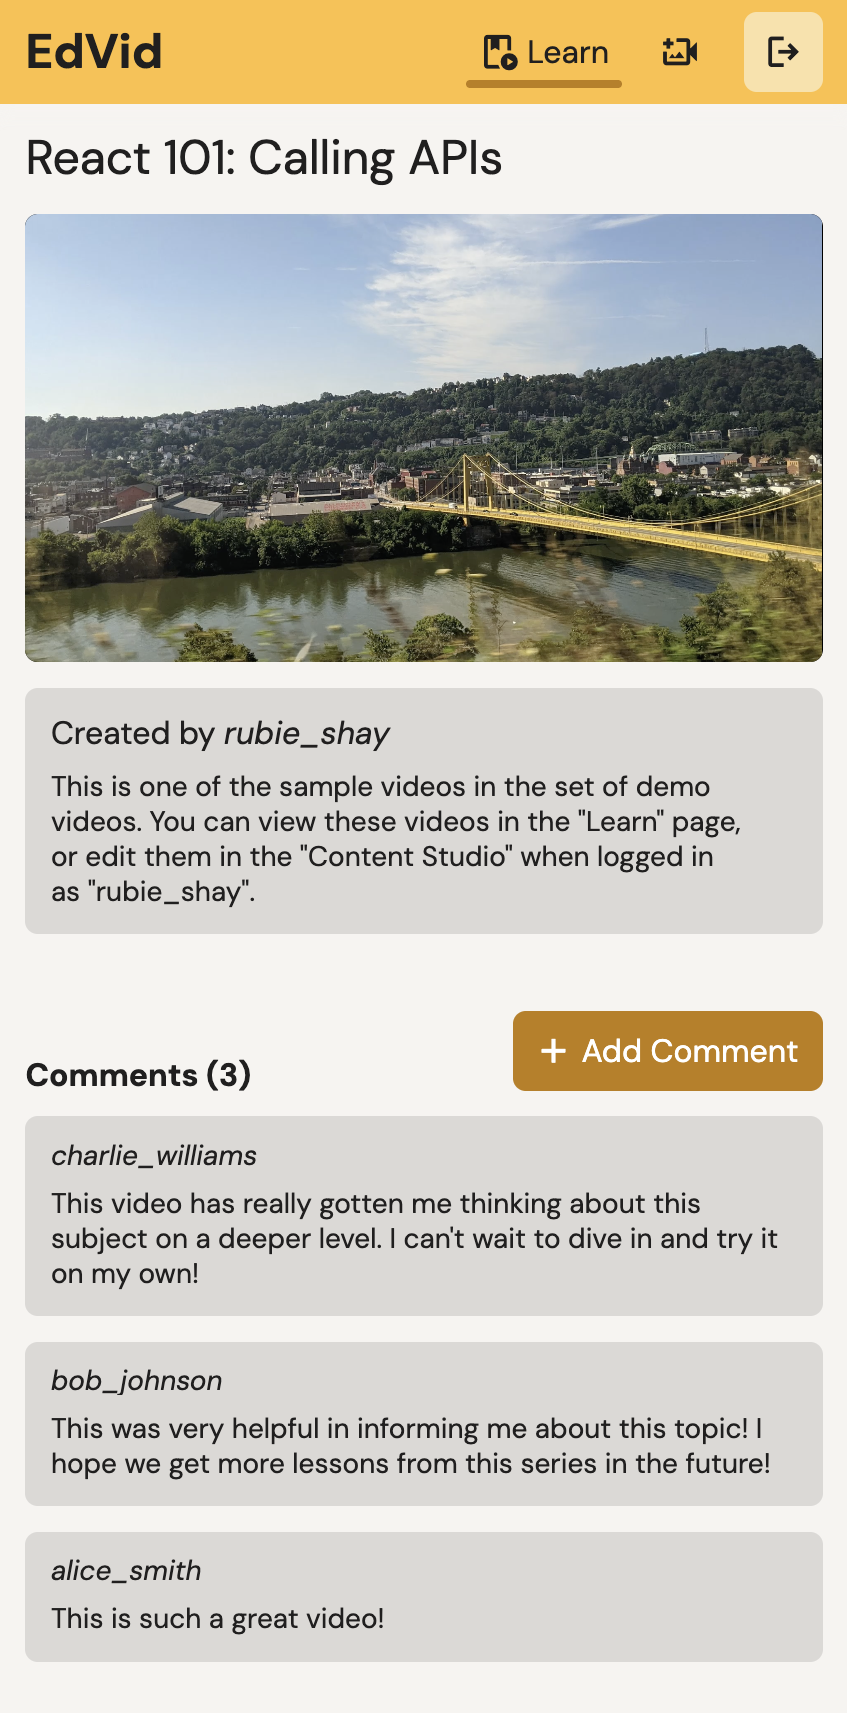 EdVid
Learn
React 101: Calling APIs
Created by rubie_shay
This is one of the sample videos in the set of demo
videos. You can view these videos in the "Learn" page,
or edit them in the "Content Studio" when logged in
as "rubie_shay".
Comments (3)
+ Add Comment
charlie_williams
This video has really gotten me thinking about this
subject on a deeper level. I can't wait to dive in and try it
on my own!
bob_johnson
This was very helpful in informing me about this topic! I
hope we get more lessons from this series in the future!
alice_smith
This is such a great video!